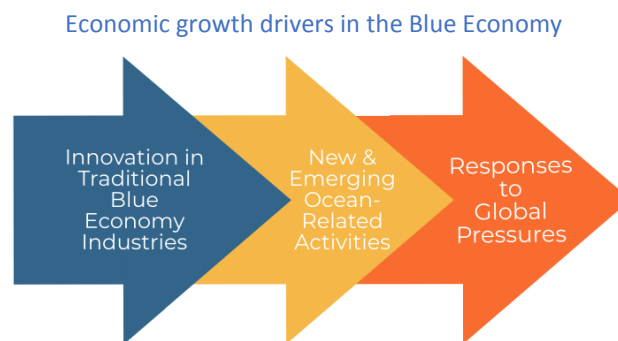 Economic growth drivers in the Blue Economy
Innovation in
Traditional
Blue
Economy
Industries
New &
Emerging
Ocean-
Related
Activities
Responses
to
Global
Pressures